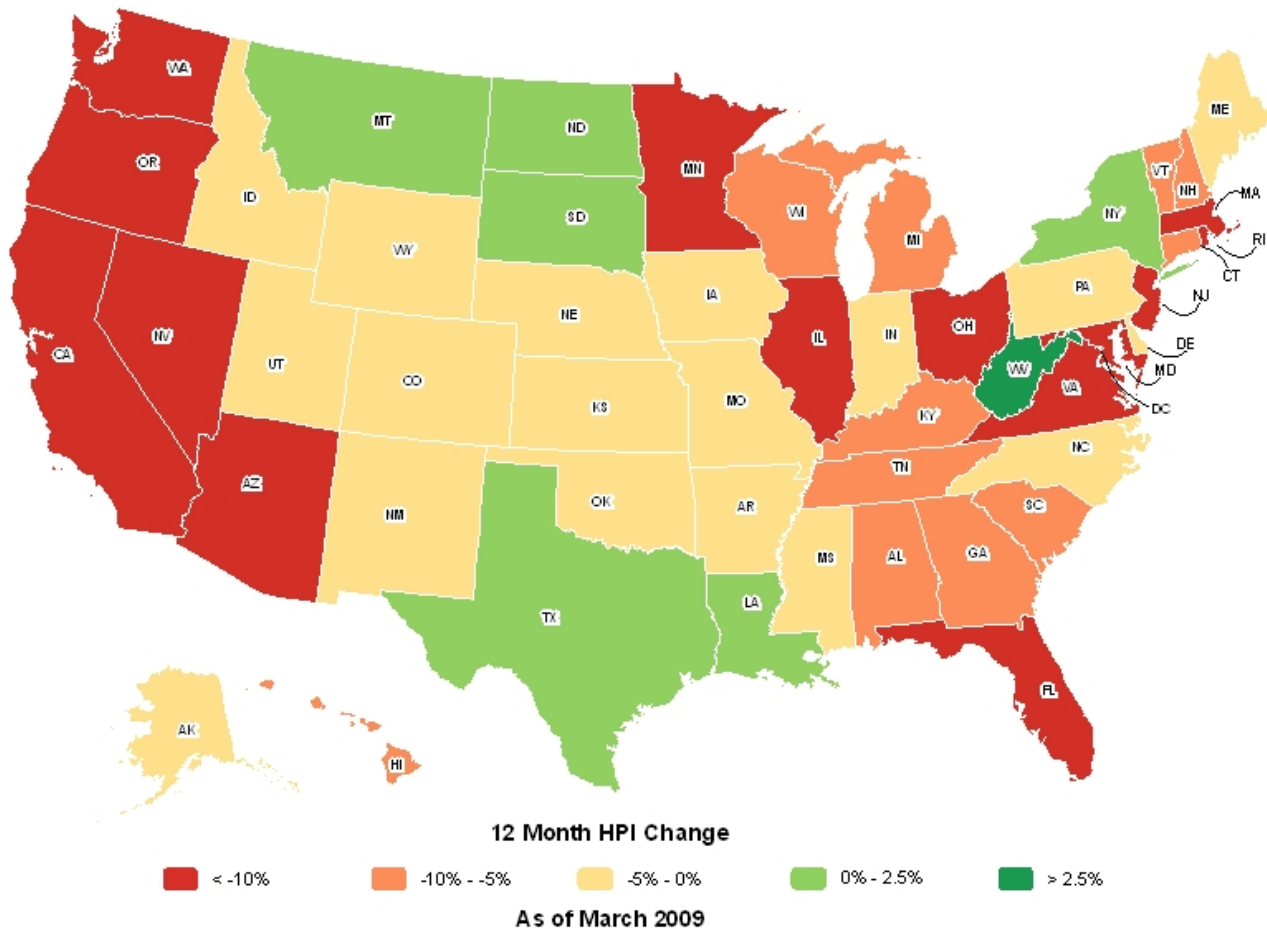 WA
MT
ND
OR
MN
ID
SD
WI
MI
NY
VT
NH
ME
MA
RI
CT
WY
IA
NE
PA
NJ
NV
CA
UT
CO
IL
IN
OH
DE
MD
DC
WV
VA
KS
MO
KY
NC
AZ
NM
OK
AR
TN
SC
MS
AL
GA
TX
LA
FL
AK
HI
12 Month HPI Change
< -10%
-10% - -5%
-5% - 0%
0% - 2.5%
> 2.5%
As of March 2009